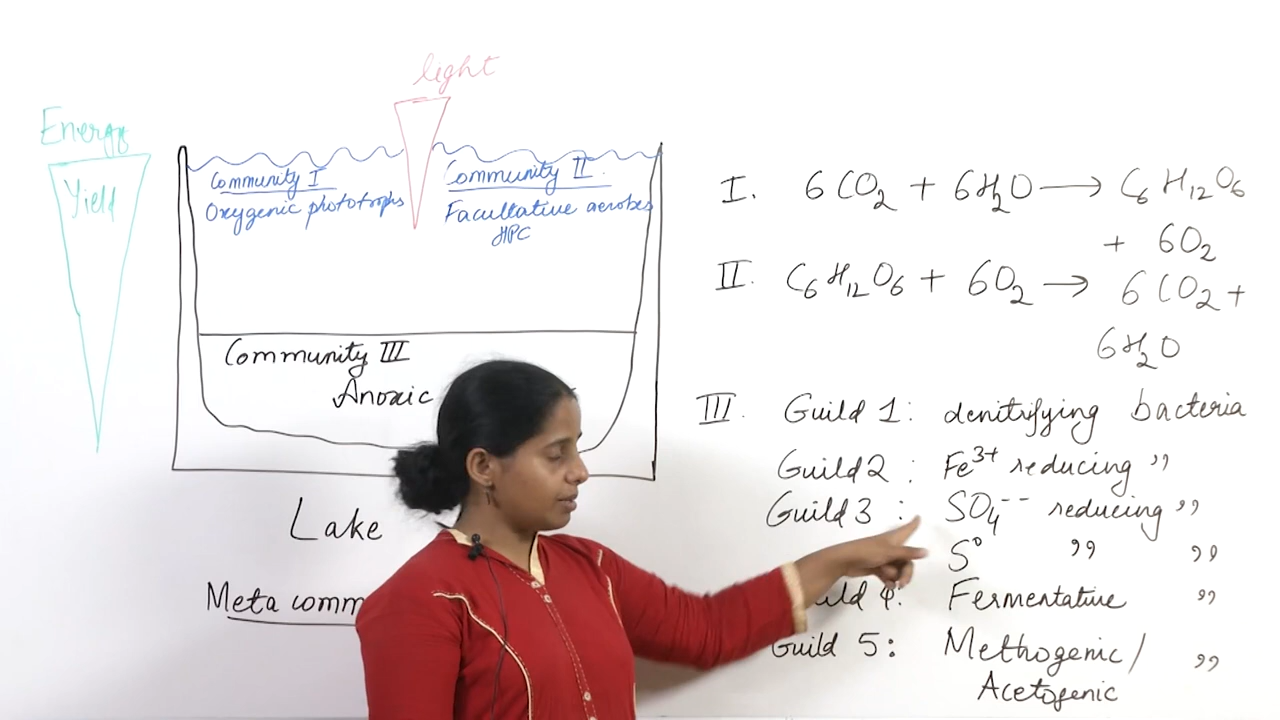 light
Energy
Yield
Community I
Oxygenic phototrophs
Community II.
Facultative aerobes
HPC
Community III
Anoxic
Lake
Meta comm
I. 6CO2 + 6H2O → C6H12O6
+ 6O2
II. C6H12O6 + 6O2 → 6CO2 +
6H2O
III. Guild 1: denitifying bacteria
Guild 2: Fe3+ reducing "
Guild 3: SO4-- reducing "
S° " "
uild 4: Fermentative "
Guild 5: Methogenic/ "
Acetogenic